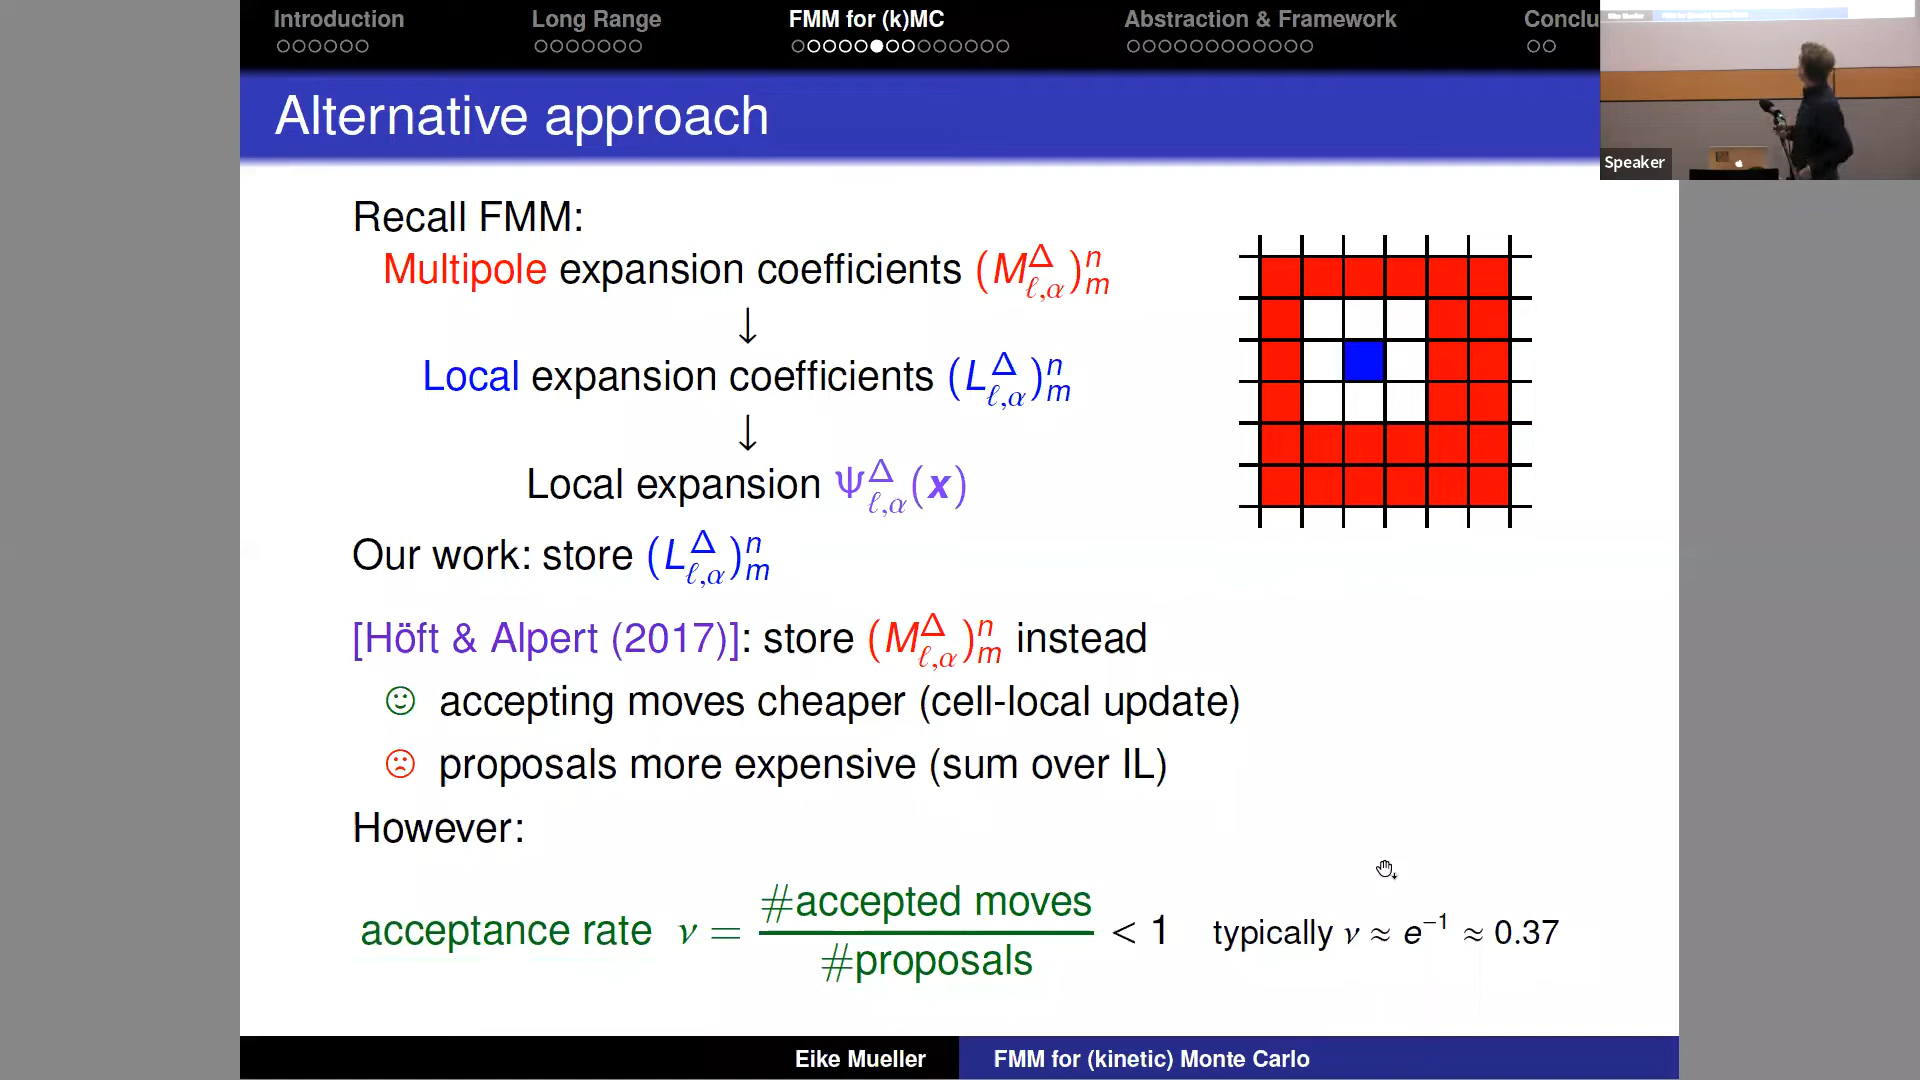 Introduction Long Range FMM for (k)MC Abstraction & Framework Conclu
Alternative approach
Speaker
Recall FMM:
Multipole expansion coefficients (M^Δ_{ℓ,α})^n_m
↓
Local expansion coefficients (L^Δ_{ℓ,α})^n_m
↓
Local expansion Ψ^Δ_{ℓ,α}(x)
Our work: store (L^Δ_{ℓ,α})^n_m
[Höft & Alpert (2017)]: store (M^Δ_{ℓ,α})^n_m instead
accepting moves cheaper (cell-local update)
proposals more expensive (sum over IL)
However:
acceptance rate ν = #accepted moves / #proposals < 1 typically ν ≈ e^{−1} ≈ 0.37
Eike Mueller FMM for (kinetic) Monte Carlo